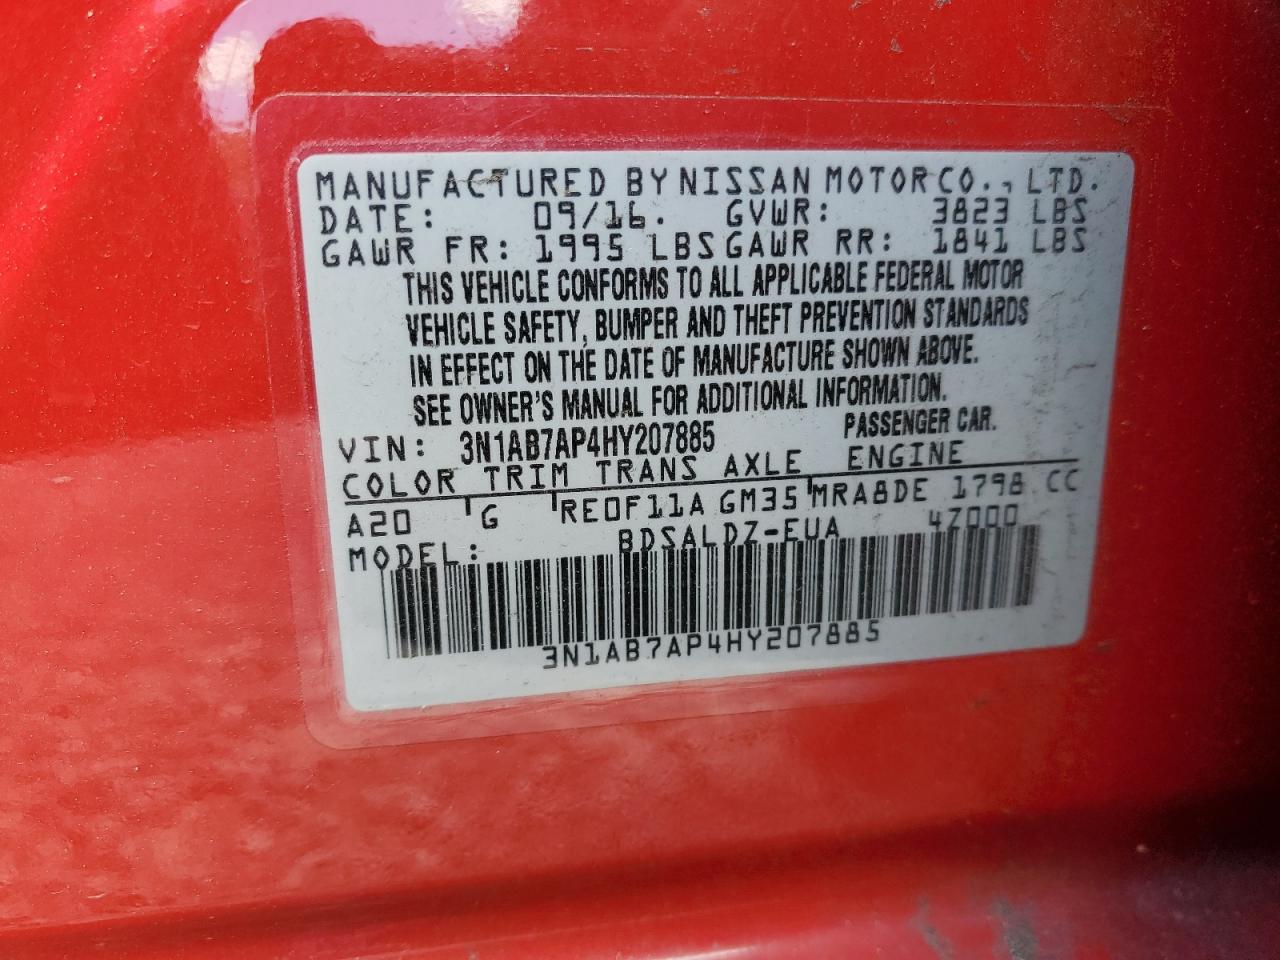 MANUFACTURED BY NISSAN MOTOR CO., LTD.
DATE: 09/16. GVWR: 3823 LBS
GAWR FR: 1995 LBS GAWR RR: 1841 LBS
THIS VEHICLE CONFORMS TO ALL APPLICABLE FEDERAL MOTOR
VEHICLE SAFETY, BUMPER AND THEFT PREVENTION STANDARDS
IN EFFECT ON THE DATE OF MANUFACTURE SHOWN ABOVE.
SEE OWNER'S MANUAL FOR ADDITIONAL INFORMATION.
VIN: 3N1AB7AP4HY207885 PASSENGER CAR.
COLOR TRIM TRANS AXLE ENGINE
A20 G RE0F11A GM35 MRA8DE 1798 CC
MODEL: BDSALDZ-EUA 4Z000
3N1AB7AP4HY207885